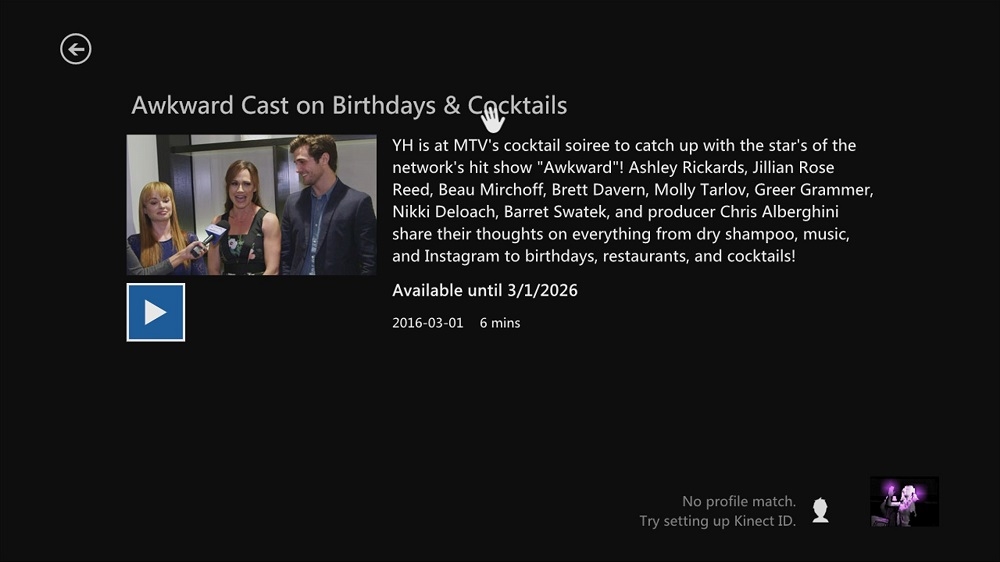 Awkward Cast on Birthdays & Cocktails
YH is at MTV's cocktail soiree to catch up with the star's of the
network's hit show "Awkward"! Ashley Rickards, Jillian Rose
Reed, Beau Mirchoff, Brett Davern, Molly Tarlov, Greer Grammer,
Nikki Deloach, Barret Swatek, and producer Chris Alberghini
share their thoughts on everything from dry shampoo, music,
and Instagram to birthdays, restaurants, and cocktails!
Available until 3/1/2026
2016-03-01 6 mins
No profile match.
Try setting up Kinect ID.